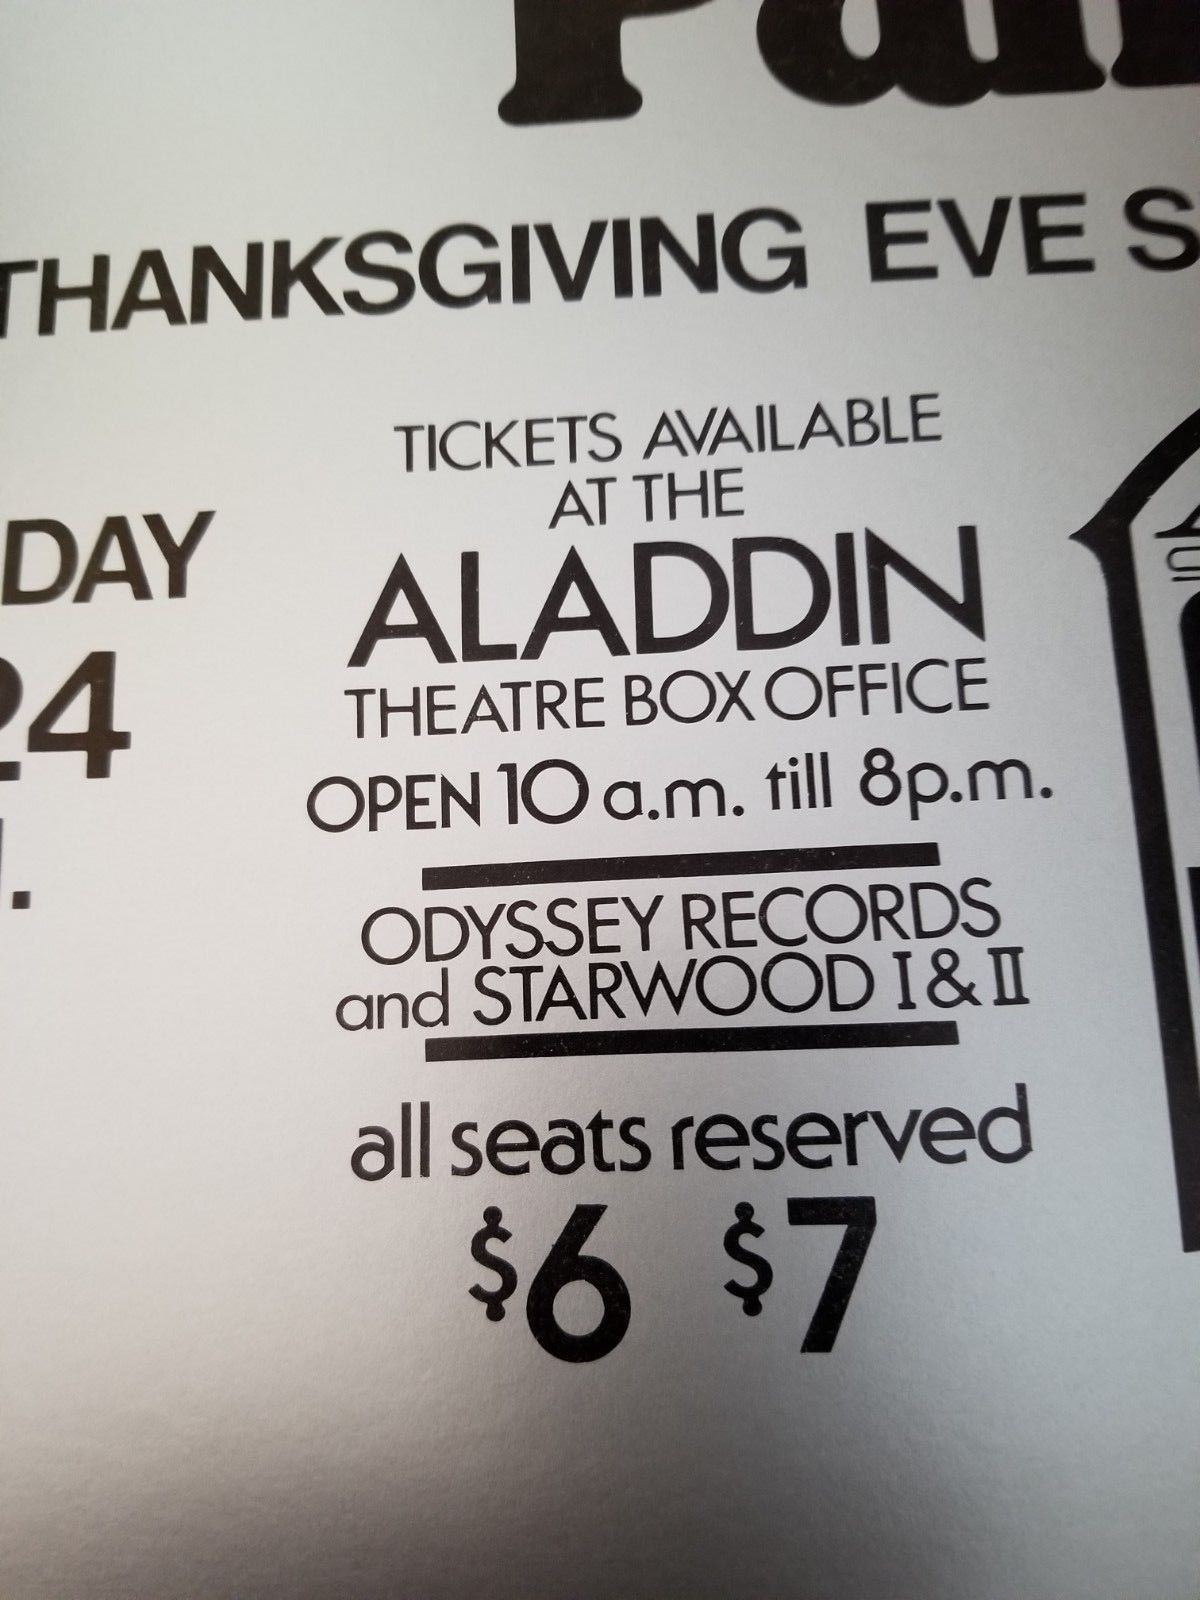 THANKSGIVING EVE S
TICKETS AVAILABLE
AT THE
DAY
ALADDIN
24
THEATRE BOX OFFICE
OPEN 10 a.m. till 8p.m.
ODYSSEY RECORDS
and STARWOOD I & II
all seats reserved
$6 $7